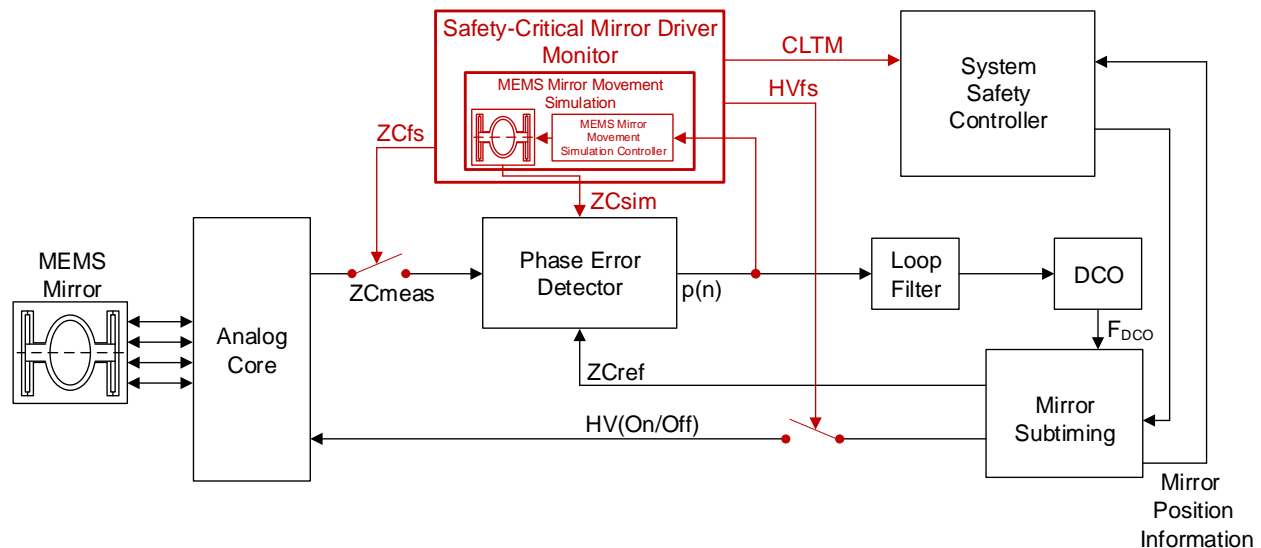 Safety-Critical Mirror Driver
Monitor
MEMS Mirror Movement
Simulation
MEMS Mirror
Movement
Simulation Controller
CLTM
HVfs
System
Safety
Controller
ZCfs
ZCsim
MEMS
Mirror
Analog
Core
ZCmeas
Phase Error
Detector
p(n)
Loop
Filter
DCO
FDCO
ZCref
HV(On/Off)
Mirror
Subtiming
Mirror
Position
Information